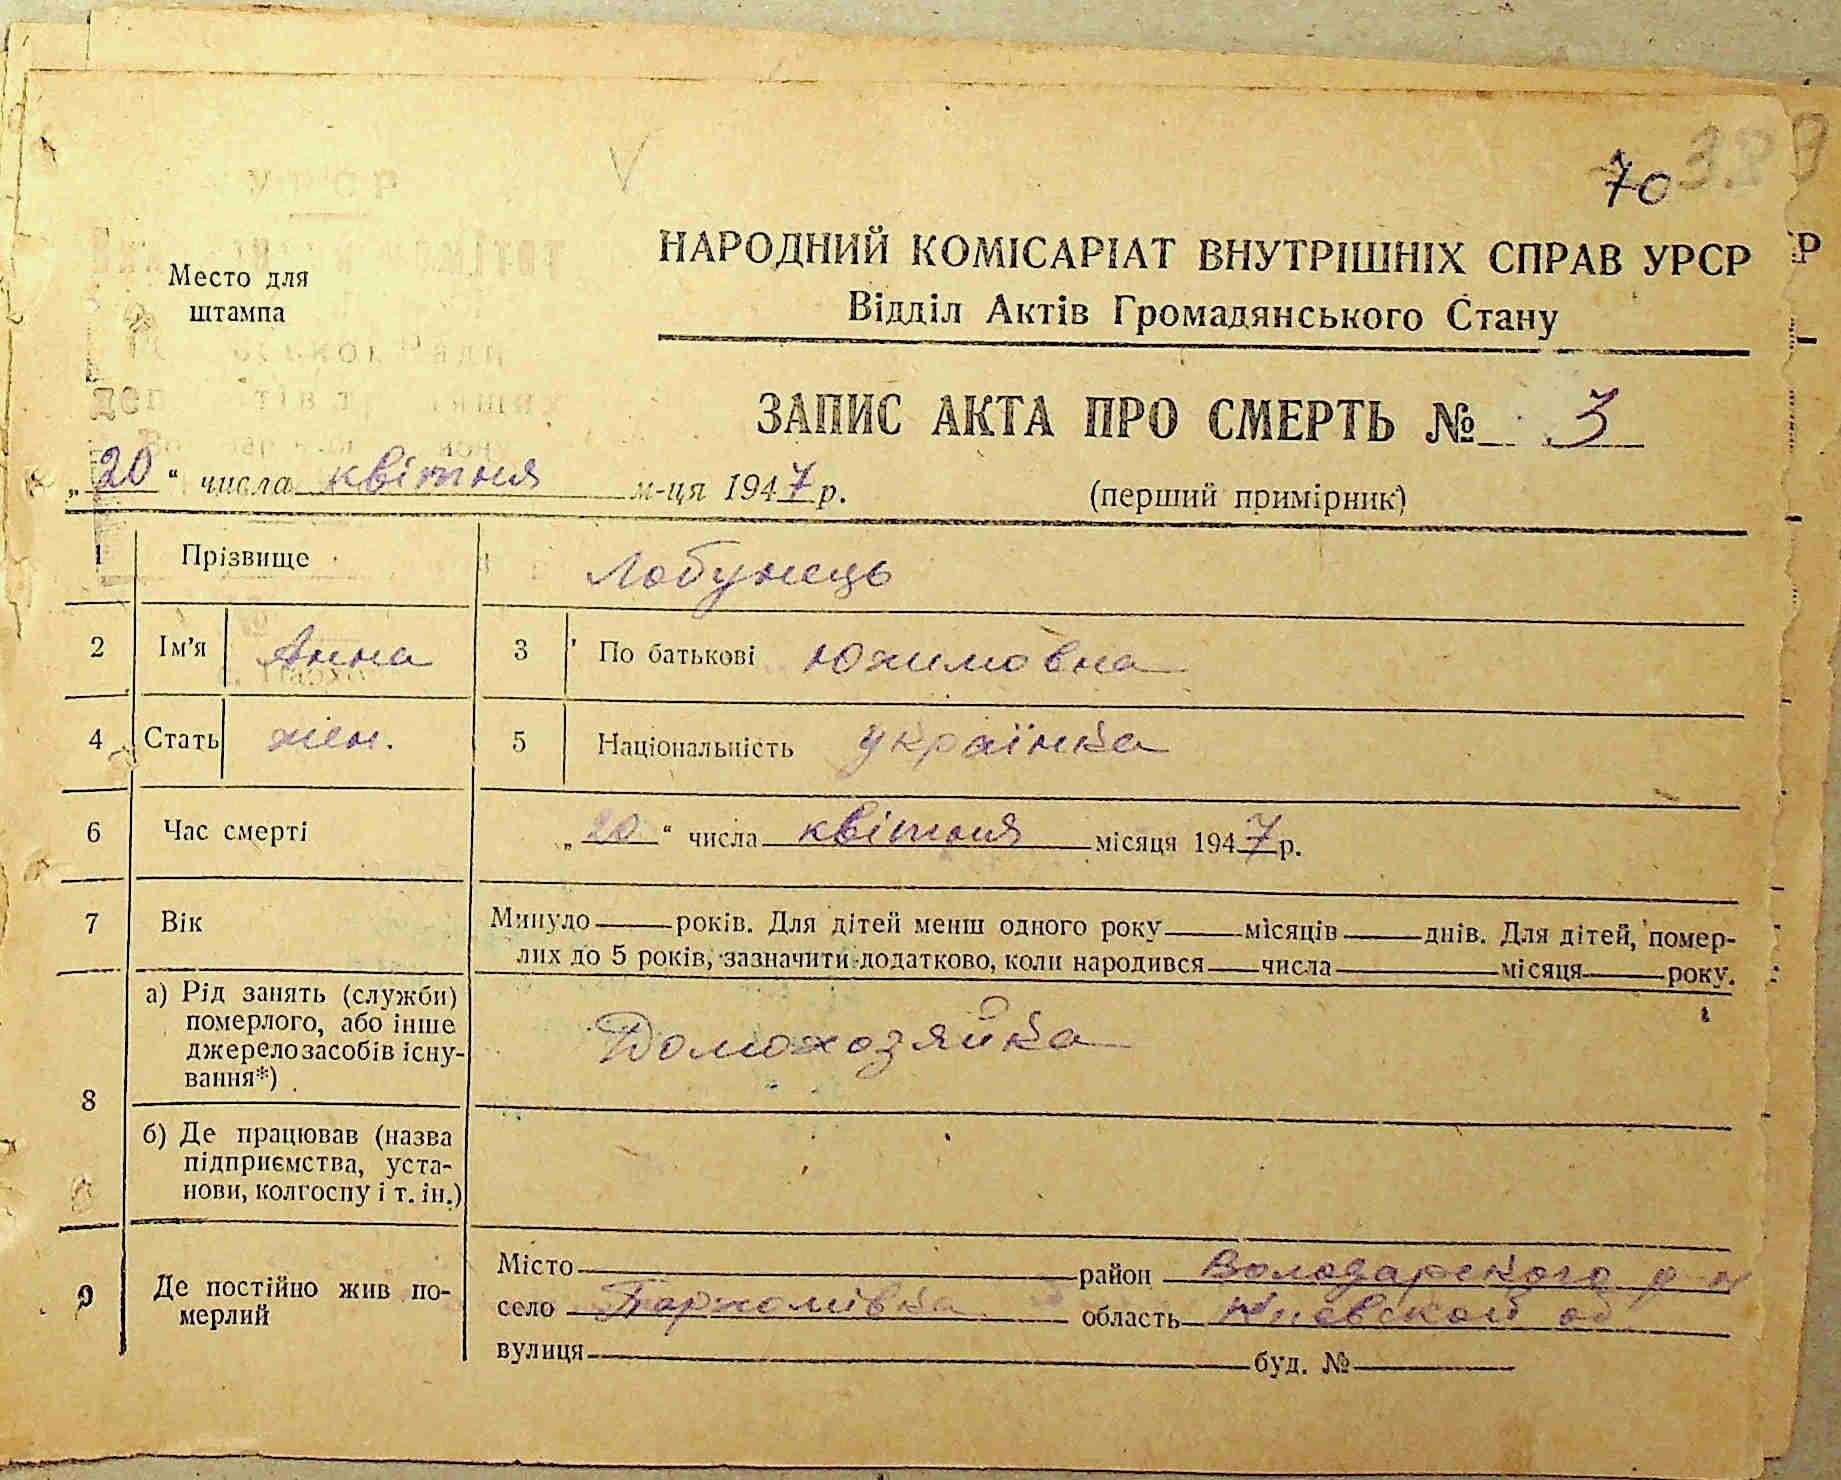 70 389
НАРОДНИЙ КОМІСАРІАТ ВНУТРІШНІХ СПРАВ УРСР
Відділ Актів Громадянського Стану
Место для
штампа
ЗАПИС АКТА ПРО СМЕРТЬ № 3
„20“ числа квітня м-ця 1947 р.
(перший примірник)
1 Прізвище Лобунець
2 Ім'я Анна 3 По батькові Юхимовна
4 Стать жен. 5 Національність українка
6 Час смерті „20“ числа квітня місяця 1947 р.
7 Вік Минуло років. Для дітей менш одного року місяців днів. Для дітей, помер-
лих до 5 років, зазначити додатково, коли народився числа місяця року.
8 а) Рід занять (служби)
померлого, або інше
джерело засобів існу-
вання*)
Домохозяйка
б) Де працював (назва
підприємства, уста-
нови, колгоспу і т. ін.)
9 Де постійно жив по-
мерлий
Місто район Володарского р-н
село Пархомівка область Киевской об
вулиця буд. №